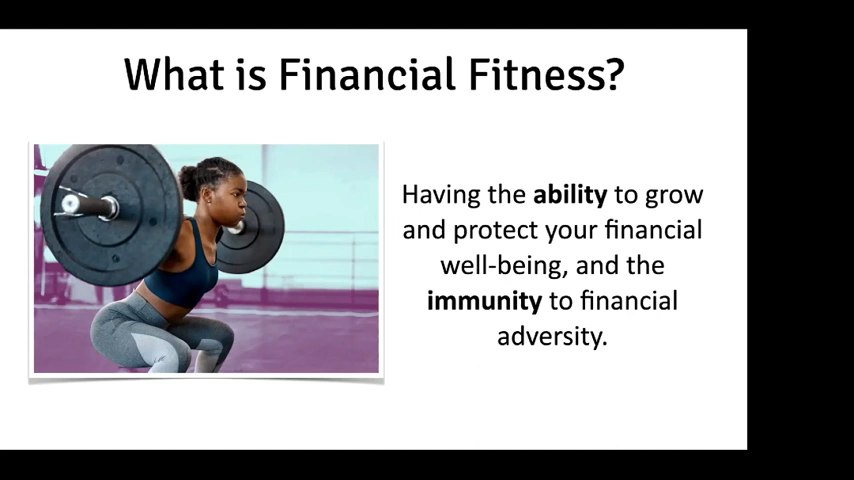 What is Financial Fitness?
Having the ability to grow
and protect your financial
well-being, and the
immunity to financial
adversity.